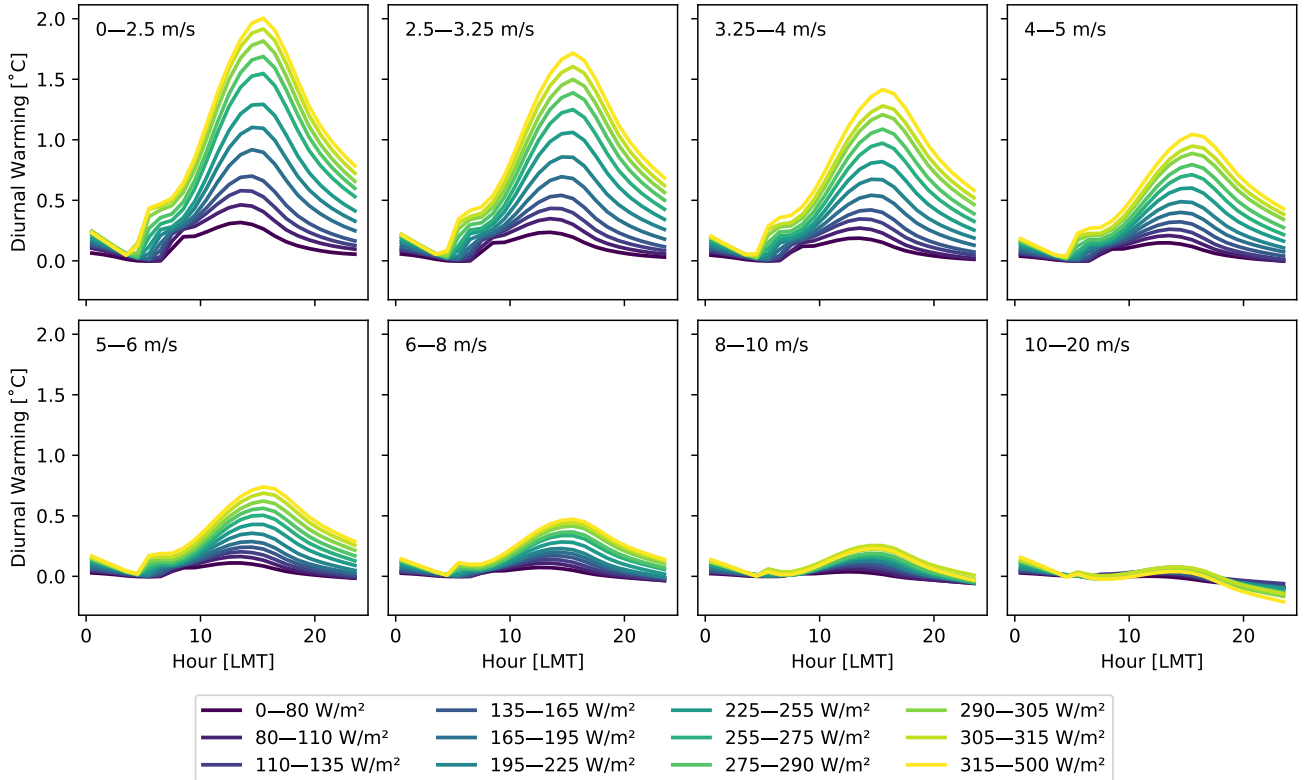 0—2.5 m/s
2.5—3.25 m/s
3.25—4 m/s
4—5 m/s
Diurnal Warming [˚C]
2.0
1.5
1.0
0.5
0.0
5—6 m/s
6—8 m/s
8—10 m/s
10—20 m/s
Diurnal Warming [˚C]
2.0
1.5
1.0
0.5
0.0
0 10 20 0 10 20 0 10 20 0 10 20
Hour [LMT] Hour [LMT] Hour [LMT] Hour [LMT]
0—80 W/m² 135—165 W/m² 225—255 W/m² 290—305 W/m²
80—110 W/m² 165—195 W/m² 255—275 W/m² 305—315 W/m²
110—135 W/m² 195—225 W/m² 275—290 W/m² 315—500 W/m²